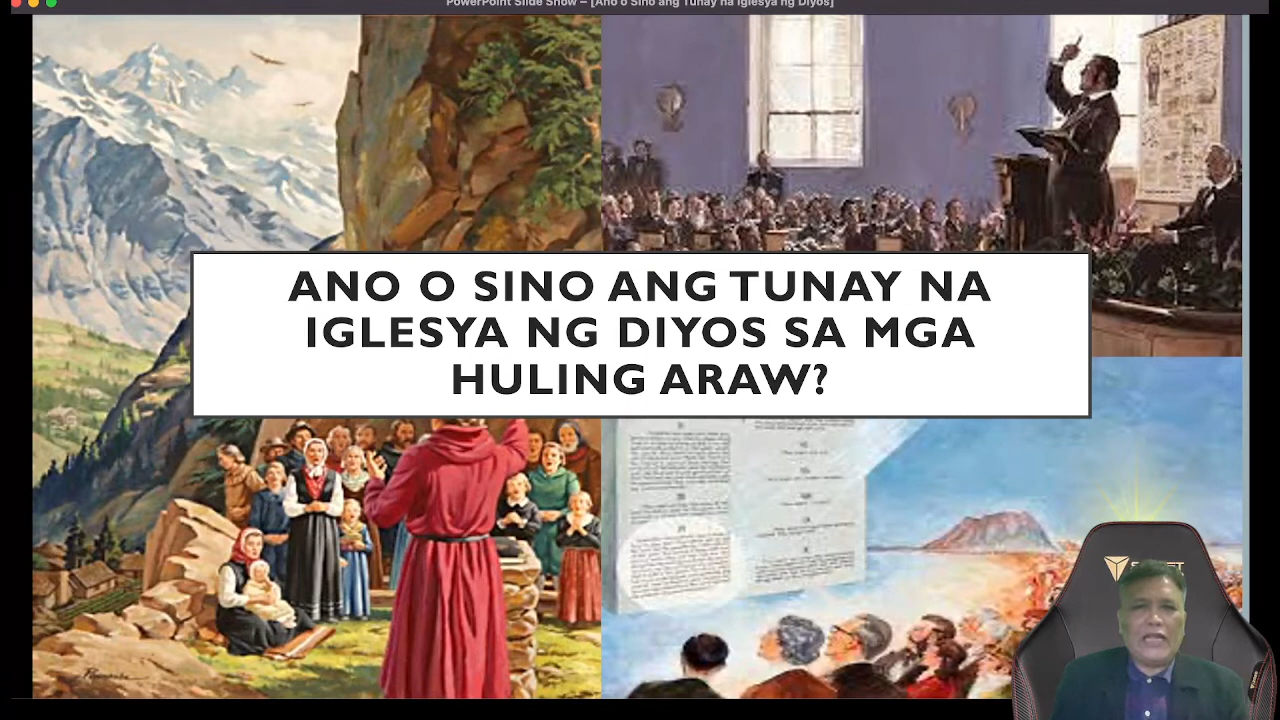 PowerPoint Slide Show – [Ano o Sino ang Tunay na Iglesya ng Diyos]
ANO O SINO ANG TUNAY NA
IGLESYA NG DIYOS SA MGA
HULING ARAW?